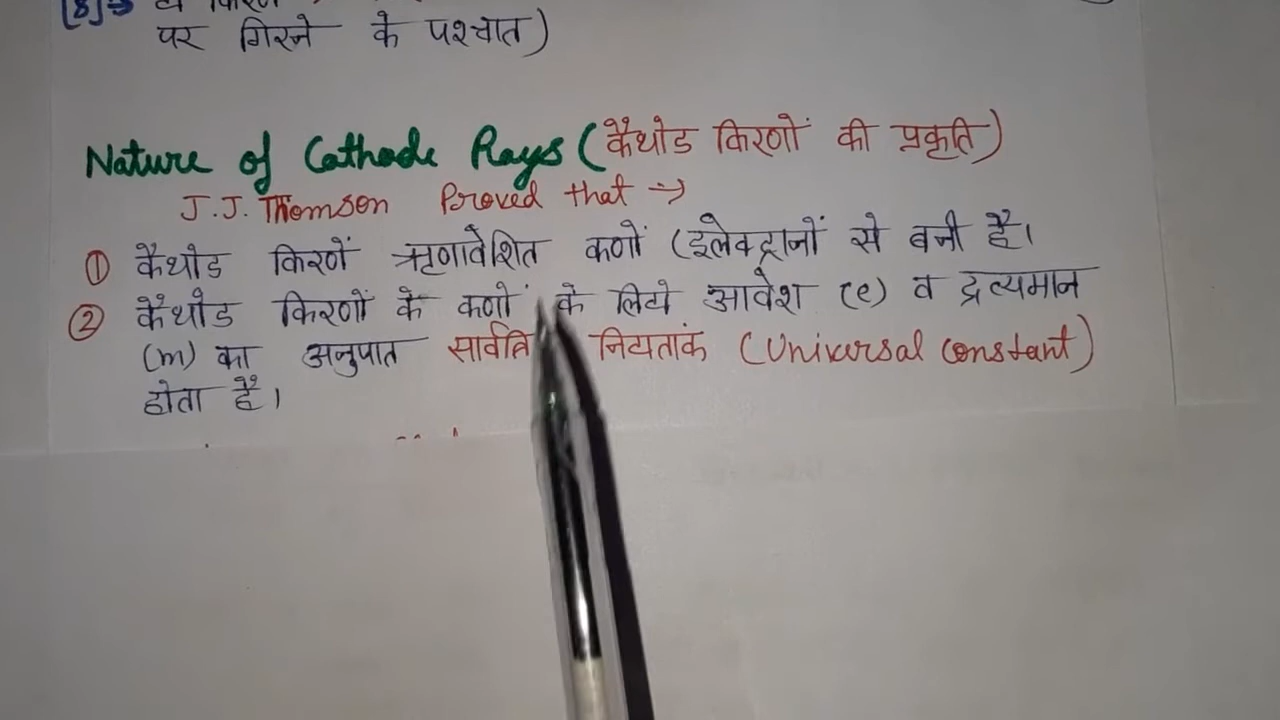 पर गिरने के पश्चात)
Nature of Cathode Rays (कैथोड किरणों की प्रकृति)
J.J. Thomson Proved that →
① कैथोड किरणें ऋणावेशित कणों (इलेक्ट्रानों से बनी है।
② कैथोड किरणों के कणों के लिये आवेश (e) व द्रव्यमान
(m) का अनुपात नियतांक (Universal constant)
होता है।